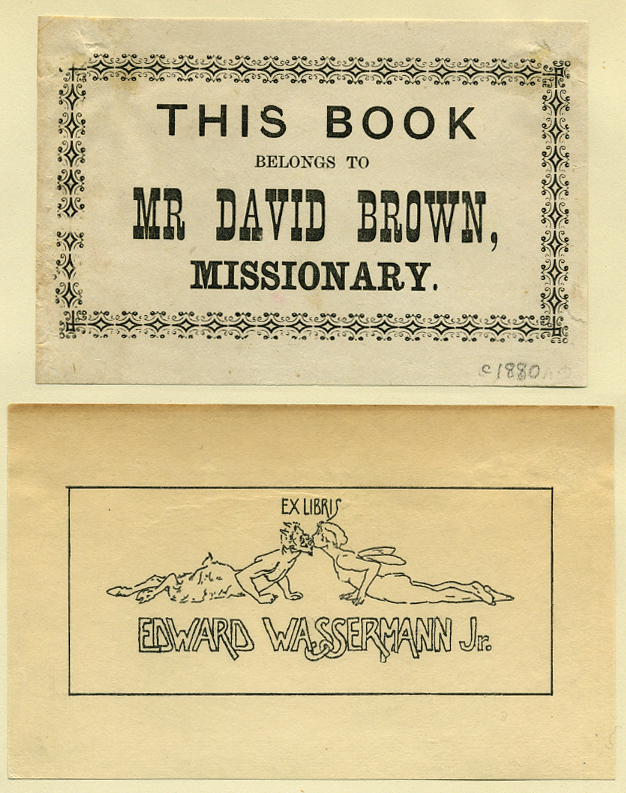 THIS BOOK
BELONGS TO
MR DAVID BROWN,
MISSIONARY.
c1880
EX LIBRIS
EDWARD WASSERMANN Jr.